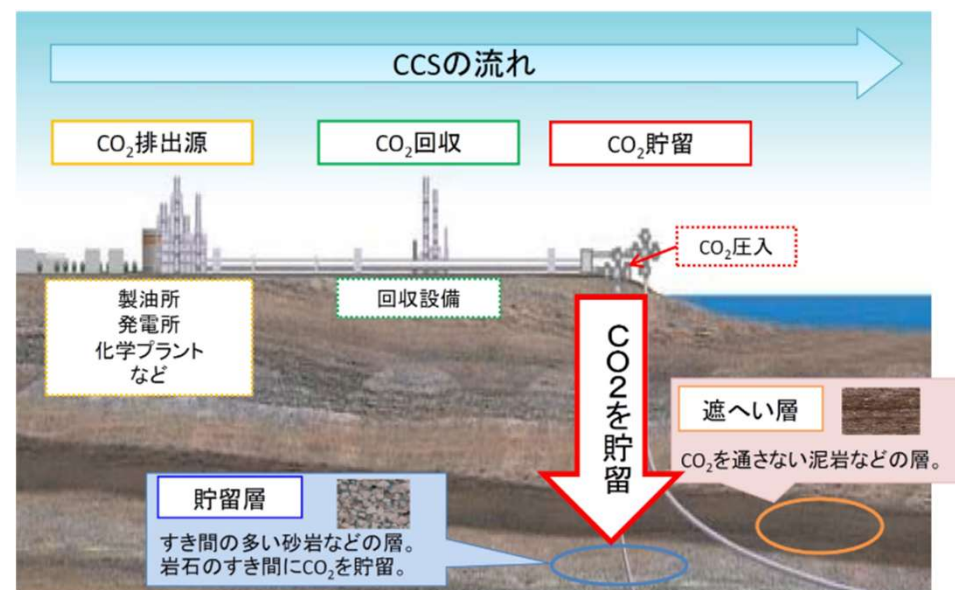 CCSの流れ
CO₂排出源
CO₂回収
CO₂貯留
CO₂圧入
製油所
発電所
化学プラント
など
回収設備
CO2を貯留
遮へい層
CO₂を通さない泥岩などの層。
貯留層
すき間の多い砂岩などの層。
岩石のすき間にCO₂を貯留。